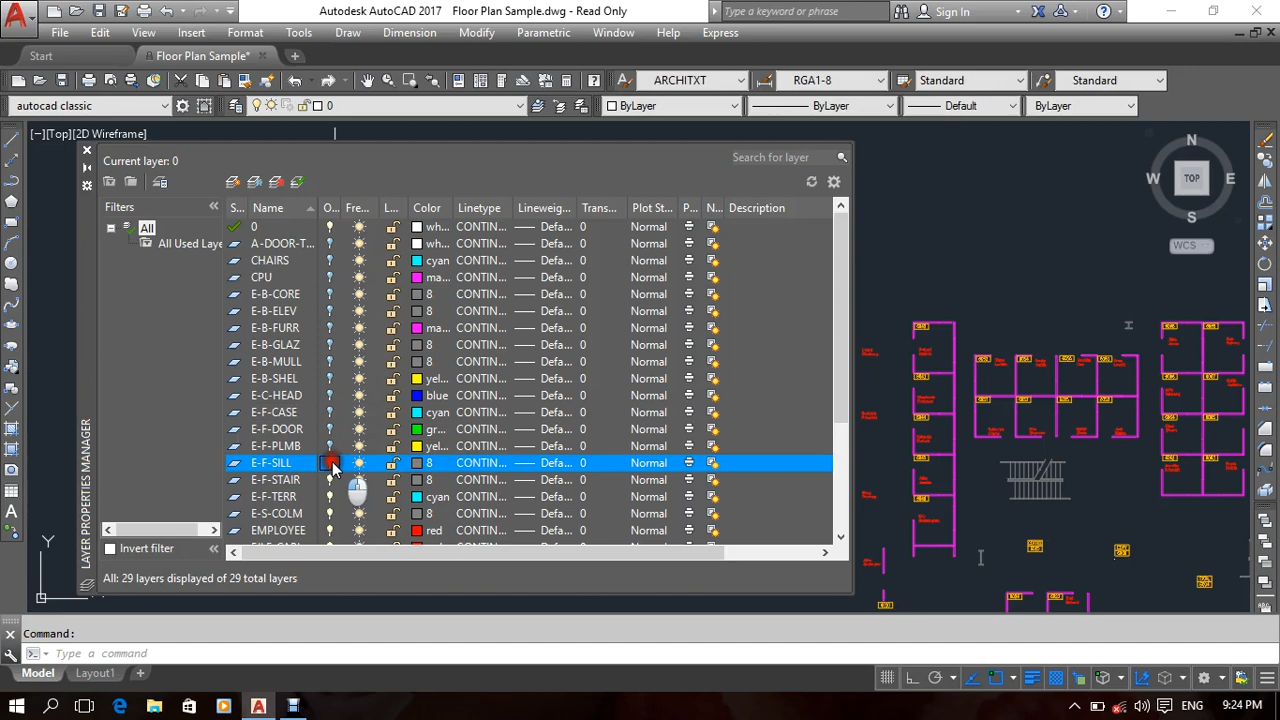 Autodesk AutoCAD 2017 Floor Plan Sample.dwg - Read Only
Type a keyword or phrase
Sign In
File Edit View Insert Format Tools Draw Dimension Modify Parametric Window Help Express
Start
Floor Plan Sample*
ARCHITXT
RGA1-8
Standard
Standard
autocad classic
0
ByLayer
ByLayer
Default
ByLayer
[−][Top][2D Wireframe]
Current layer: 0
Search for layer
Filters
S... Name O... Fre... L... Color Linetype Lineweig... Trans... Plot St... P... N... Description
All
All Used Laye
0 wh... CONTIN... Defa... 0 Normal
A-DOOR-T... wh... CONTIN... Defa... 0 Normal
CHAIRS cyan CONTIN... Defa... 0 Normal
CPU ma... CONTIN... Defa... 0 Normal
E-B-CORE 8 CONTIN... Defa... 0 Normal
E-B-ELEV 8 CONTIN... Defa... 0 Normal
E-B-FURR ma... CONTIN... Defa... 0 Normal
E-B-GLAZ 8 CONTIN... Defa... 0 Normal
E-B-MULL 8 CONTIN... Defa... 0 Normal
E-B-SHEL yel... CONTIN... Defa... 0 Normal
E-C-HEAD blue CONTIN... Defa... 0 Normal
E-F-CASE cyan CONTIN... Defa... 0 Normal
E-F-DOOR gr... CONTIN... Defa... 0 Normal
E-F-PLMB yel... CONTIN... Defa... 0 Normal
E-F-SILL 8 CONTIN... Defa... 0 Normal
E-F-STAIR 8 CONTIN... Defa... 0 Normal
E-F-TERR cyan CONTIN... Defa... 0 Normal
E-S-COLM 8 CONTIN... Defa... 0 Normal
EMPLOYEE red CONTIN... Defa... 0 Normal
Invert filter
All: 29 layers displayed of 29 total layers
LAYER PROPERTIES MANAGER
N
W TOP E
S
WCS
Y
Command:
Type a command
Model Layout1
ENG 9:24 PM